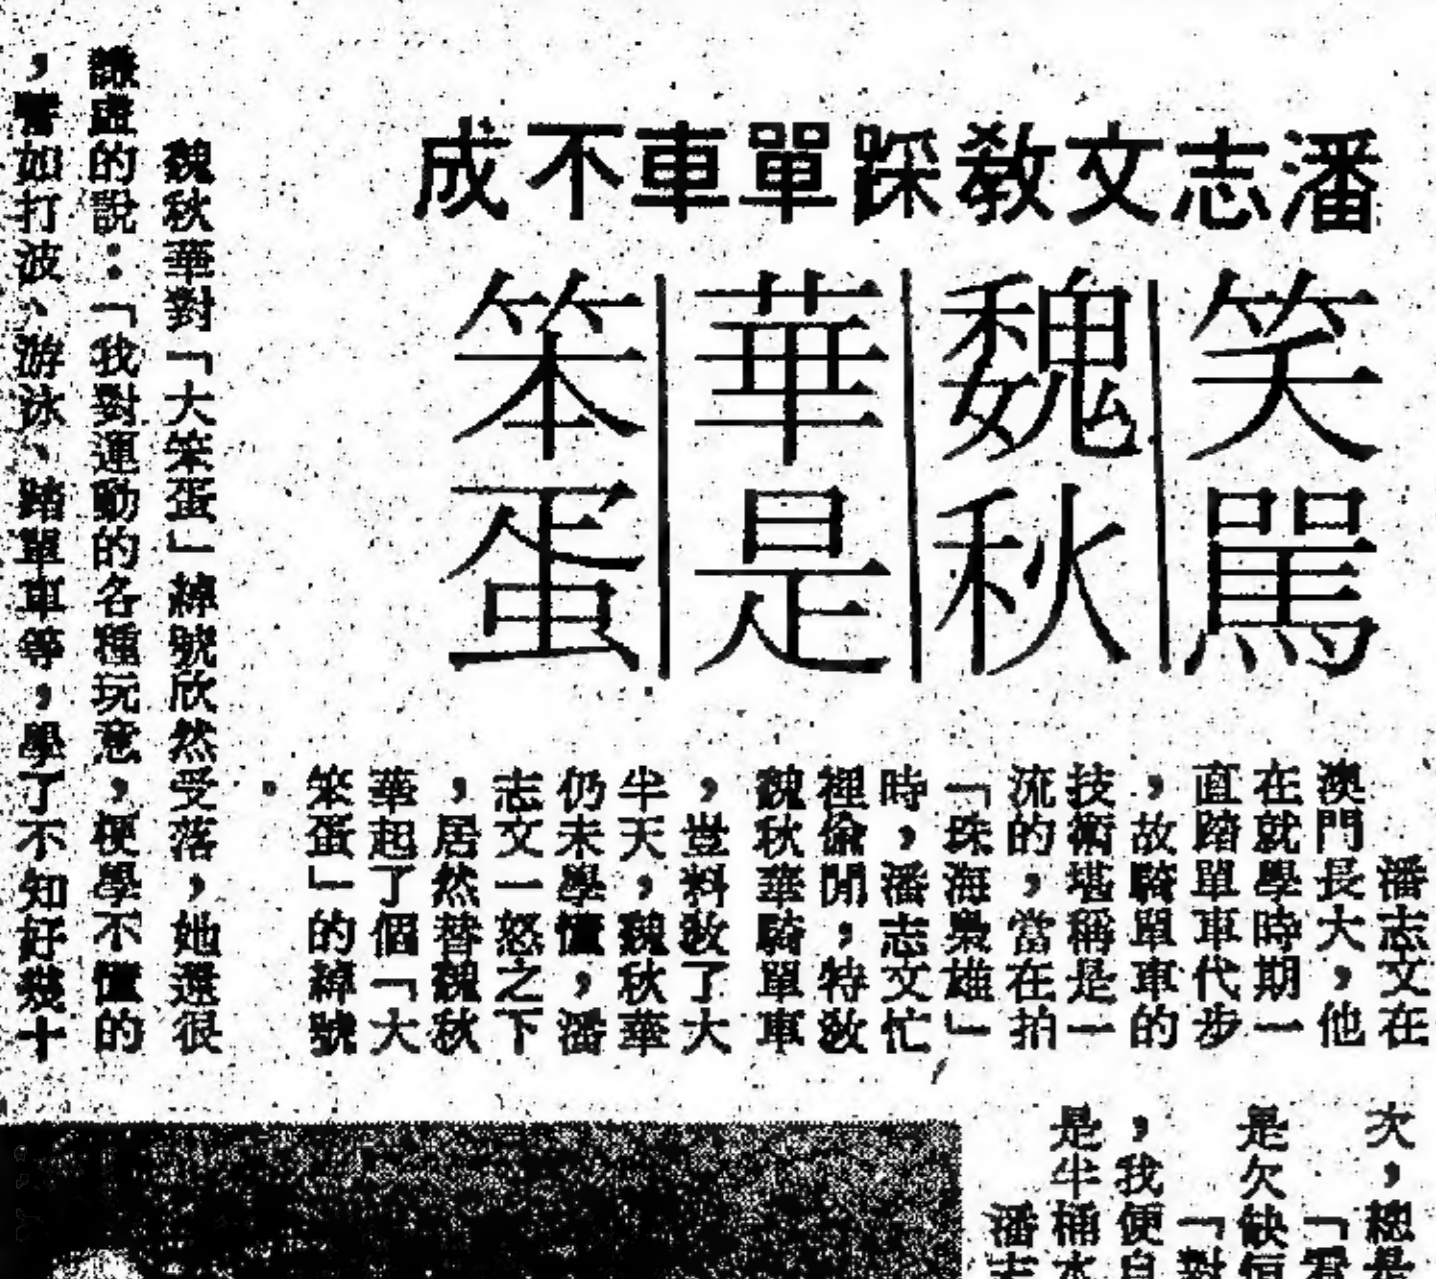 潘志文教踩單車不成
笑駡
魏秋
華是
笨蛋
潘志文在
澳門長大，他
在就學時期一
直踏單車代步
，故騎單車的
技術堪稱是一
流的，當在拍
「珠海梟雄」
時，潘志文忙
裡偷閒，特敎
魏秋華騎單車
，豈料敎了大
半天，魏秋華
仍未學懂，潘
志文一怒之下
，居然替魏秋
華起了個「大
笨蛋」的綽號
。
魏秋華對「大笨蛋」綽號欣然受落，她還很
謙虛的說：「我對運動的各種玩意，梗學不懂的
，譬如打波、游泳、踏單車等，學了不知好幾十
次，總是
「
是欠缺恒
「對
，我便自
是半桶水
潘志